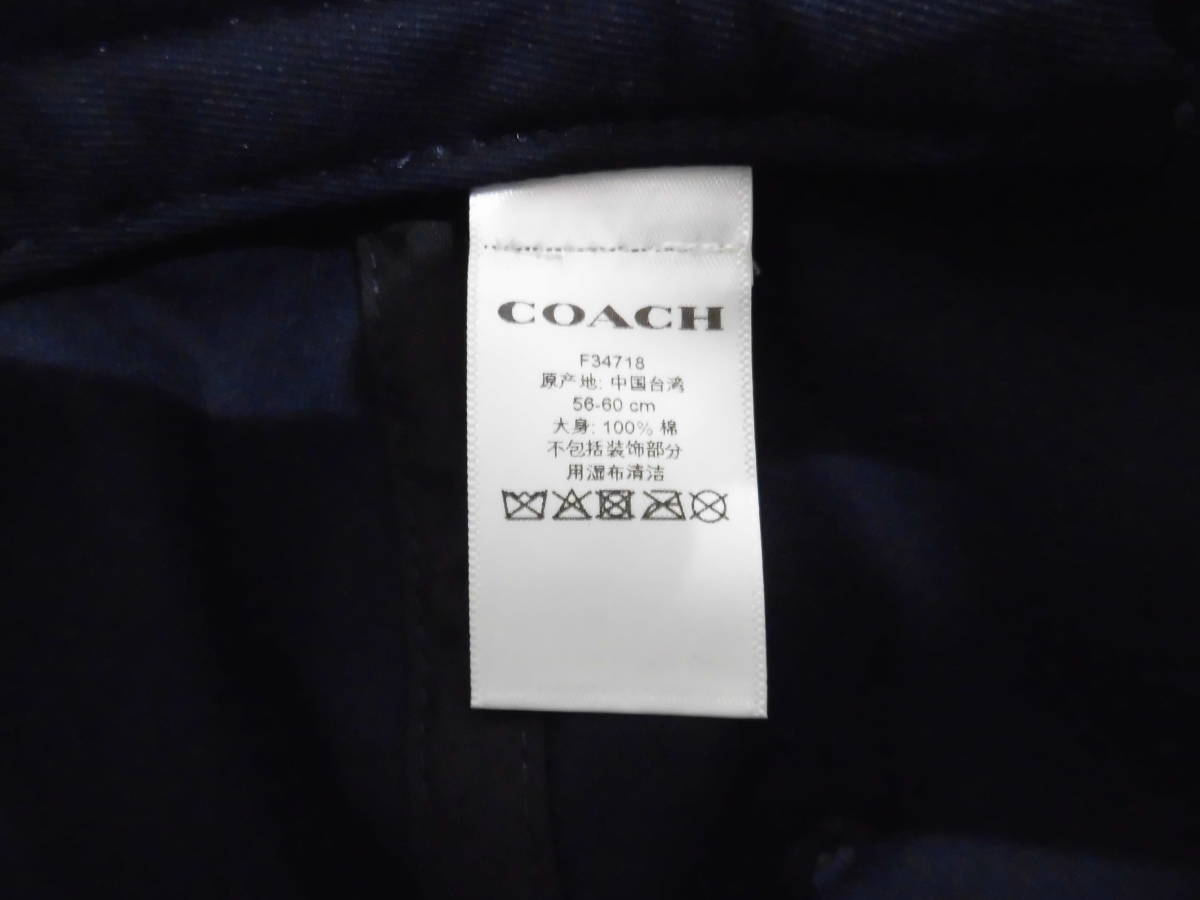 COACH
F34718
原产地: 中国台湾
56-60 cm
大身: 100% 棉
不包括装饰部分
用湿布清洁